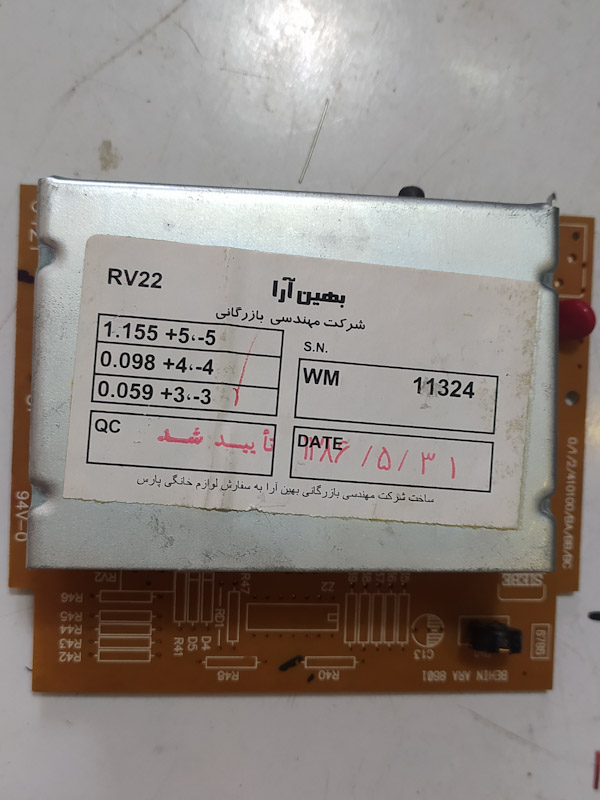 RV22
بهین آرا
شرکت مهندسی بازرگانی
1.155 +5،-5
0.098 +4،-4
0.059 +3،-3
S.N.
WM 11324
QC تأیید شد
DATE ۱۳۸۶/۵/۳۱
ساخت شرکت مهندسی بازرگانی بهین آرا به سفارش لوازم خانگی پارس
94V-0
RV2
R46
R45
R44
R43
R42
R41
D5
D4
RD1
R47
Z2
R48
R40
C13
6786
BEHIN ARA 8601